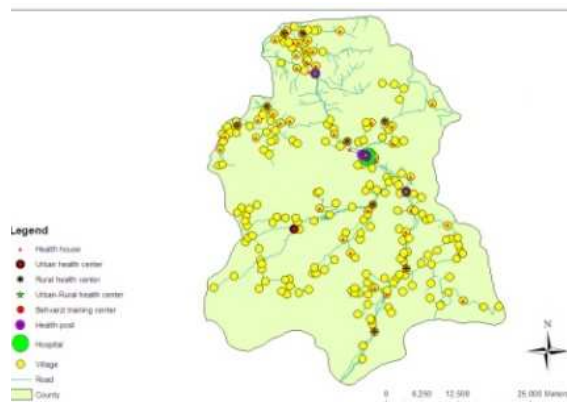 Legend
Health house
Urban health center
Rural health center
Urban-Rural health center
Behvarzi training center
Health post
Hospital
Village
Road
County
N
0 6,250 12,500 25,000 Meters